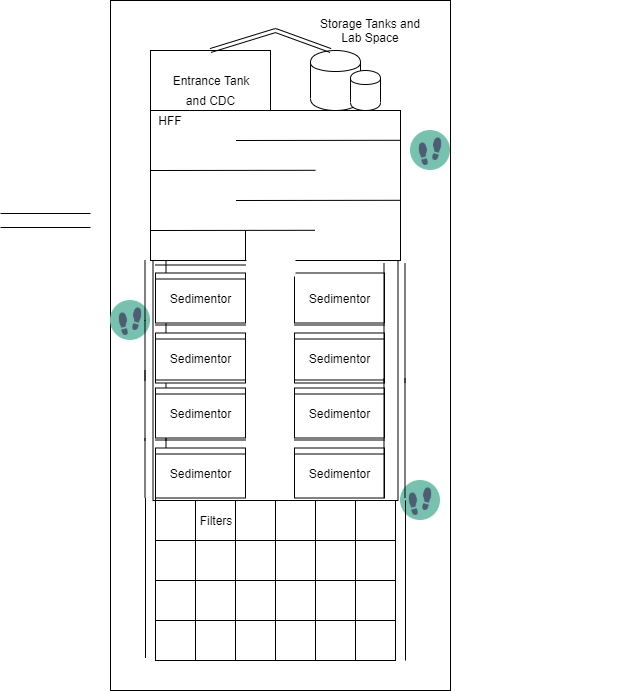 Storage Tanks and
Lab Space
Entrance Tank
and CDC
HFF
Sedimentor
Sedimentor
Sedimentor
Sedimentor
Sedimentor
Sedimentor
Sedimentor
Sedimentor
Filters